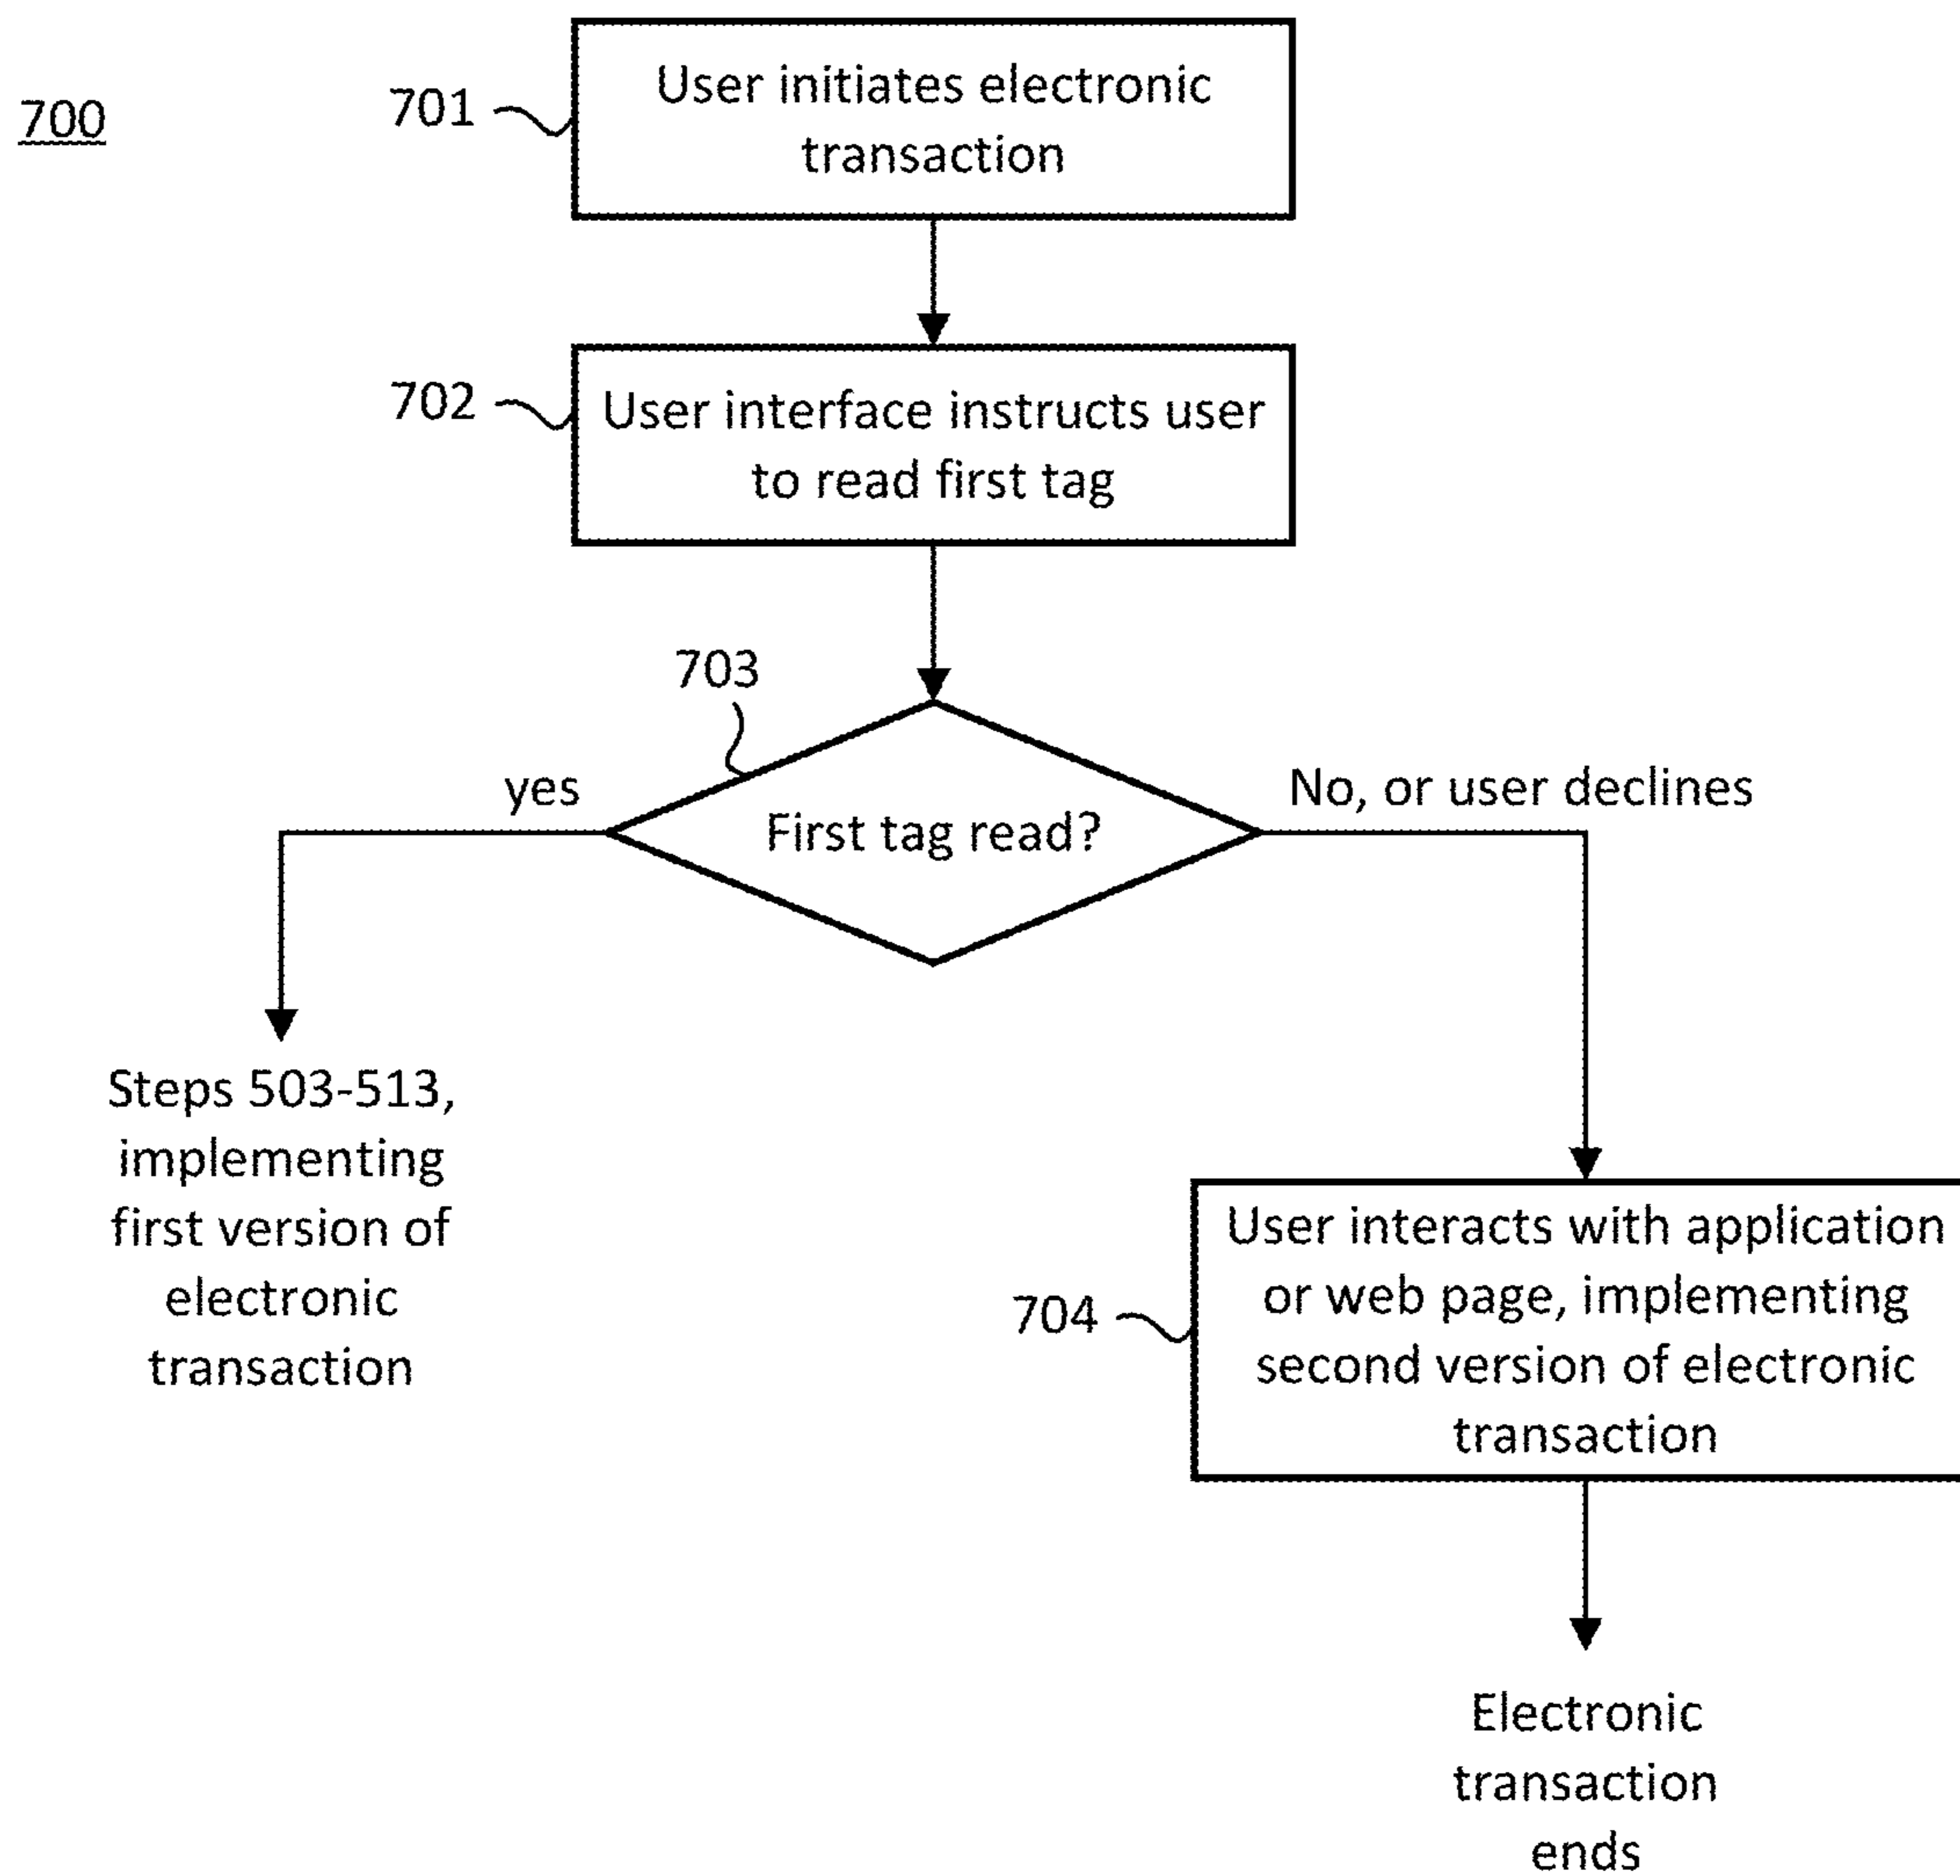 700
701
User initiates electronic
transaction
702
User interface instructs user
to read first tag
703
yes
First tag read?
No, or user declines
Steps 503-513,
implementing
first version of
electronic
transaction
704
User interacts with application
or web page, implementing
second version of electronic
transaction
Electronic
transaction
ends